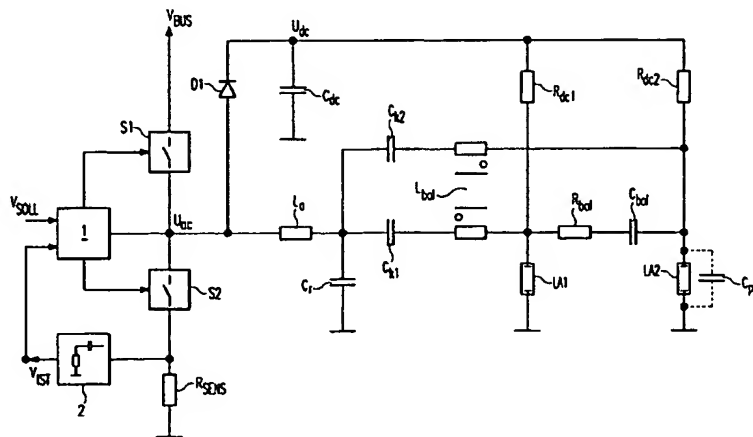 V_BUS
U_dc
D1
C_dc
R_dc1
R_dc2
S1
C_k2
V_SOLL
1
U_ac
L_o
L_bal
R_bal
C_bal
C_k1
C_r
S2
LA1
LA2
C_p
V_IST
2
R_SENS